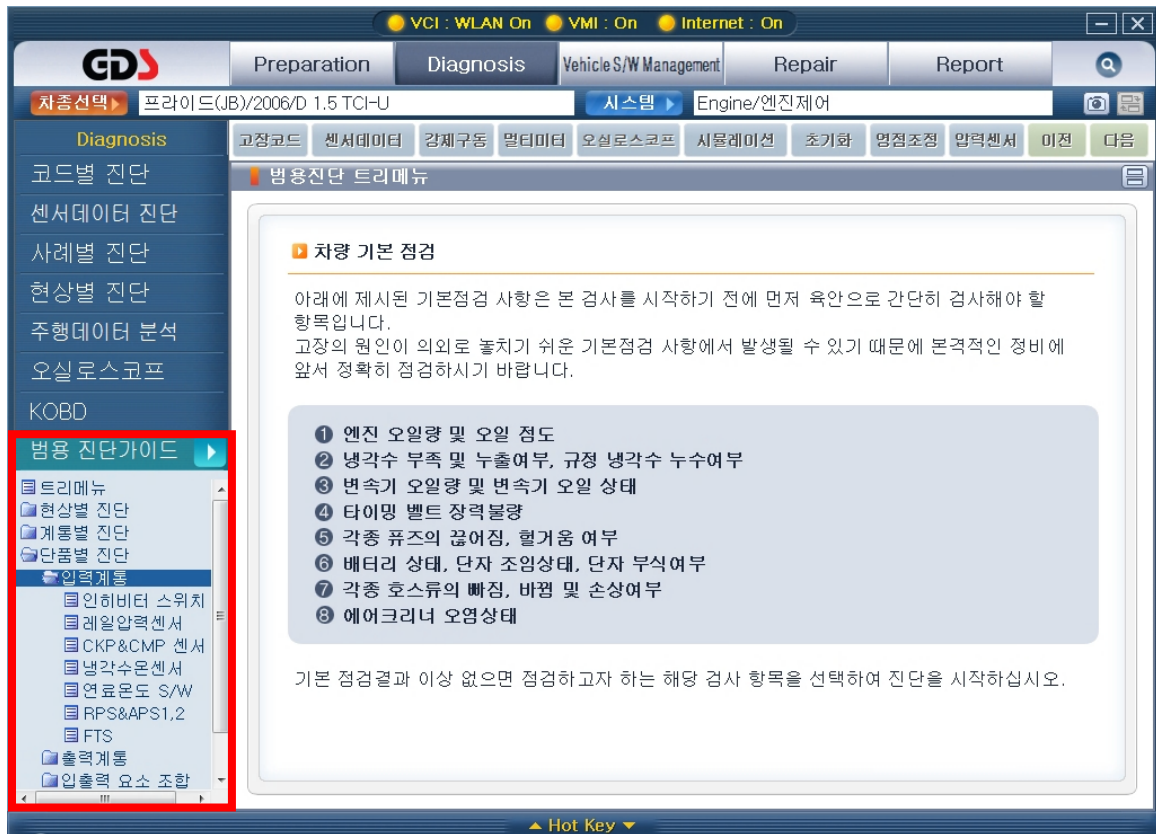 VCI : WLAN On VMI : On Internet : On
GDS Preparation Diagnosis Vehicle S/W Management Repair Report
차종선택 프라이드(JB)/2006/D 1.5 TCI-U 시스템 Engine/엔진제어
Diagnosis
고장코드 센서데이터 강제구동 멀티미터 오실로스코프 시뮬레이션 초기화 영점조정 압력센서 이전 다음
코드별 진단
센서데이터 진단
사례별 진단
현상별 진단
주행데이터 분석
오실로스코프
KOBD
범용 진단가이드
트리메뉴
현상별 진단
계통별 진단
단품별 진단
입력계통
인히비터 스위치
레일압력센서
CKP&CMP 센서
냉각수온센서
연료온도 S/W
RPS&APS1,2
FTS
출력계통
입출력 요소 조합
범용진단 트리메뉴
차량 기본 점검
아래에 제시된 기본점검 사항은 본 검사를 시작하기 전에 먼저 육안으로 간단히 검사해야 할
항목입니다.
고장의 원인이 의외로 놓치기 쉬운 기본점검 사항에서 발생될 수 있기 때문에 본격적인 정비에
앞서 정확히 점검하시기 바랍니다.
❶ 엔진 오일량 및 오일 점도
❷ 냉각수 부족 및 누출여부, 규정 냉각수 누수여부
❸ 변속기 오일량 및 변속기 오일 상태
❹ 타이밍 벨트 장력불량
❺ 각종 퓨즈의 끊어짐, 헐거움 여부
❻ 배터리 상태, 단자 조임상태, 단자 부식여부
❼ 각종 호스류의 빠짐, 바뀜 및 손상여부
❽ 에어크리너 오염상태
기본 점검결과 이상 없으면 점검하고자 하는 해당 검사 항목을 선택하여 진단을 시작하십시오.
Hot Key